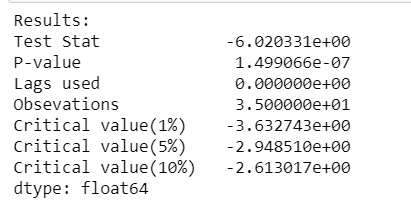 Results:
Test Stat -6.020331e+00
P-value 1.499066e-07
Lags used 0.000000e+00
Obsevations 3.500000e+01
Critical value(1%) -3.632743e+00
Critical value(5%) -2.948510e+00
Critical value(10%) -2.613017e+00
dtype: float64